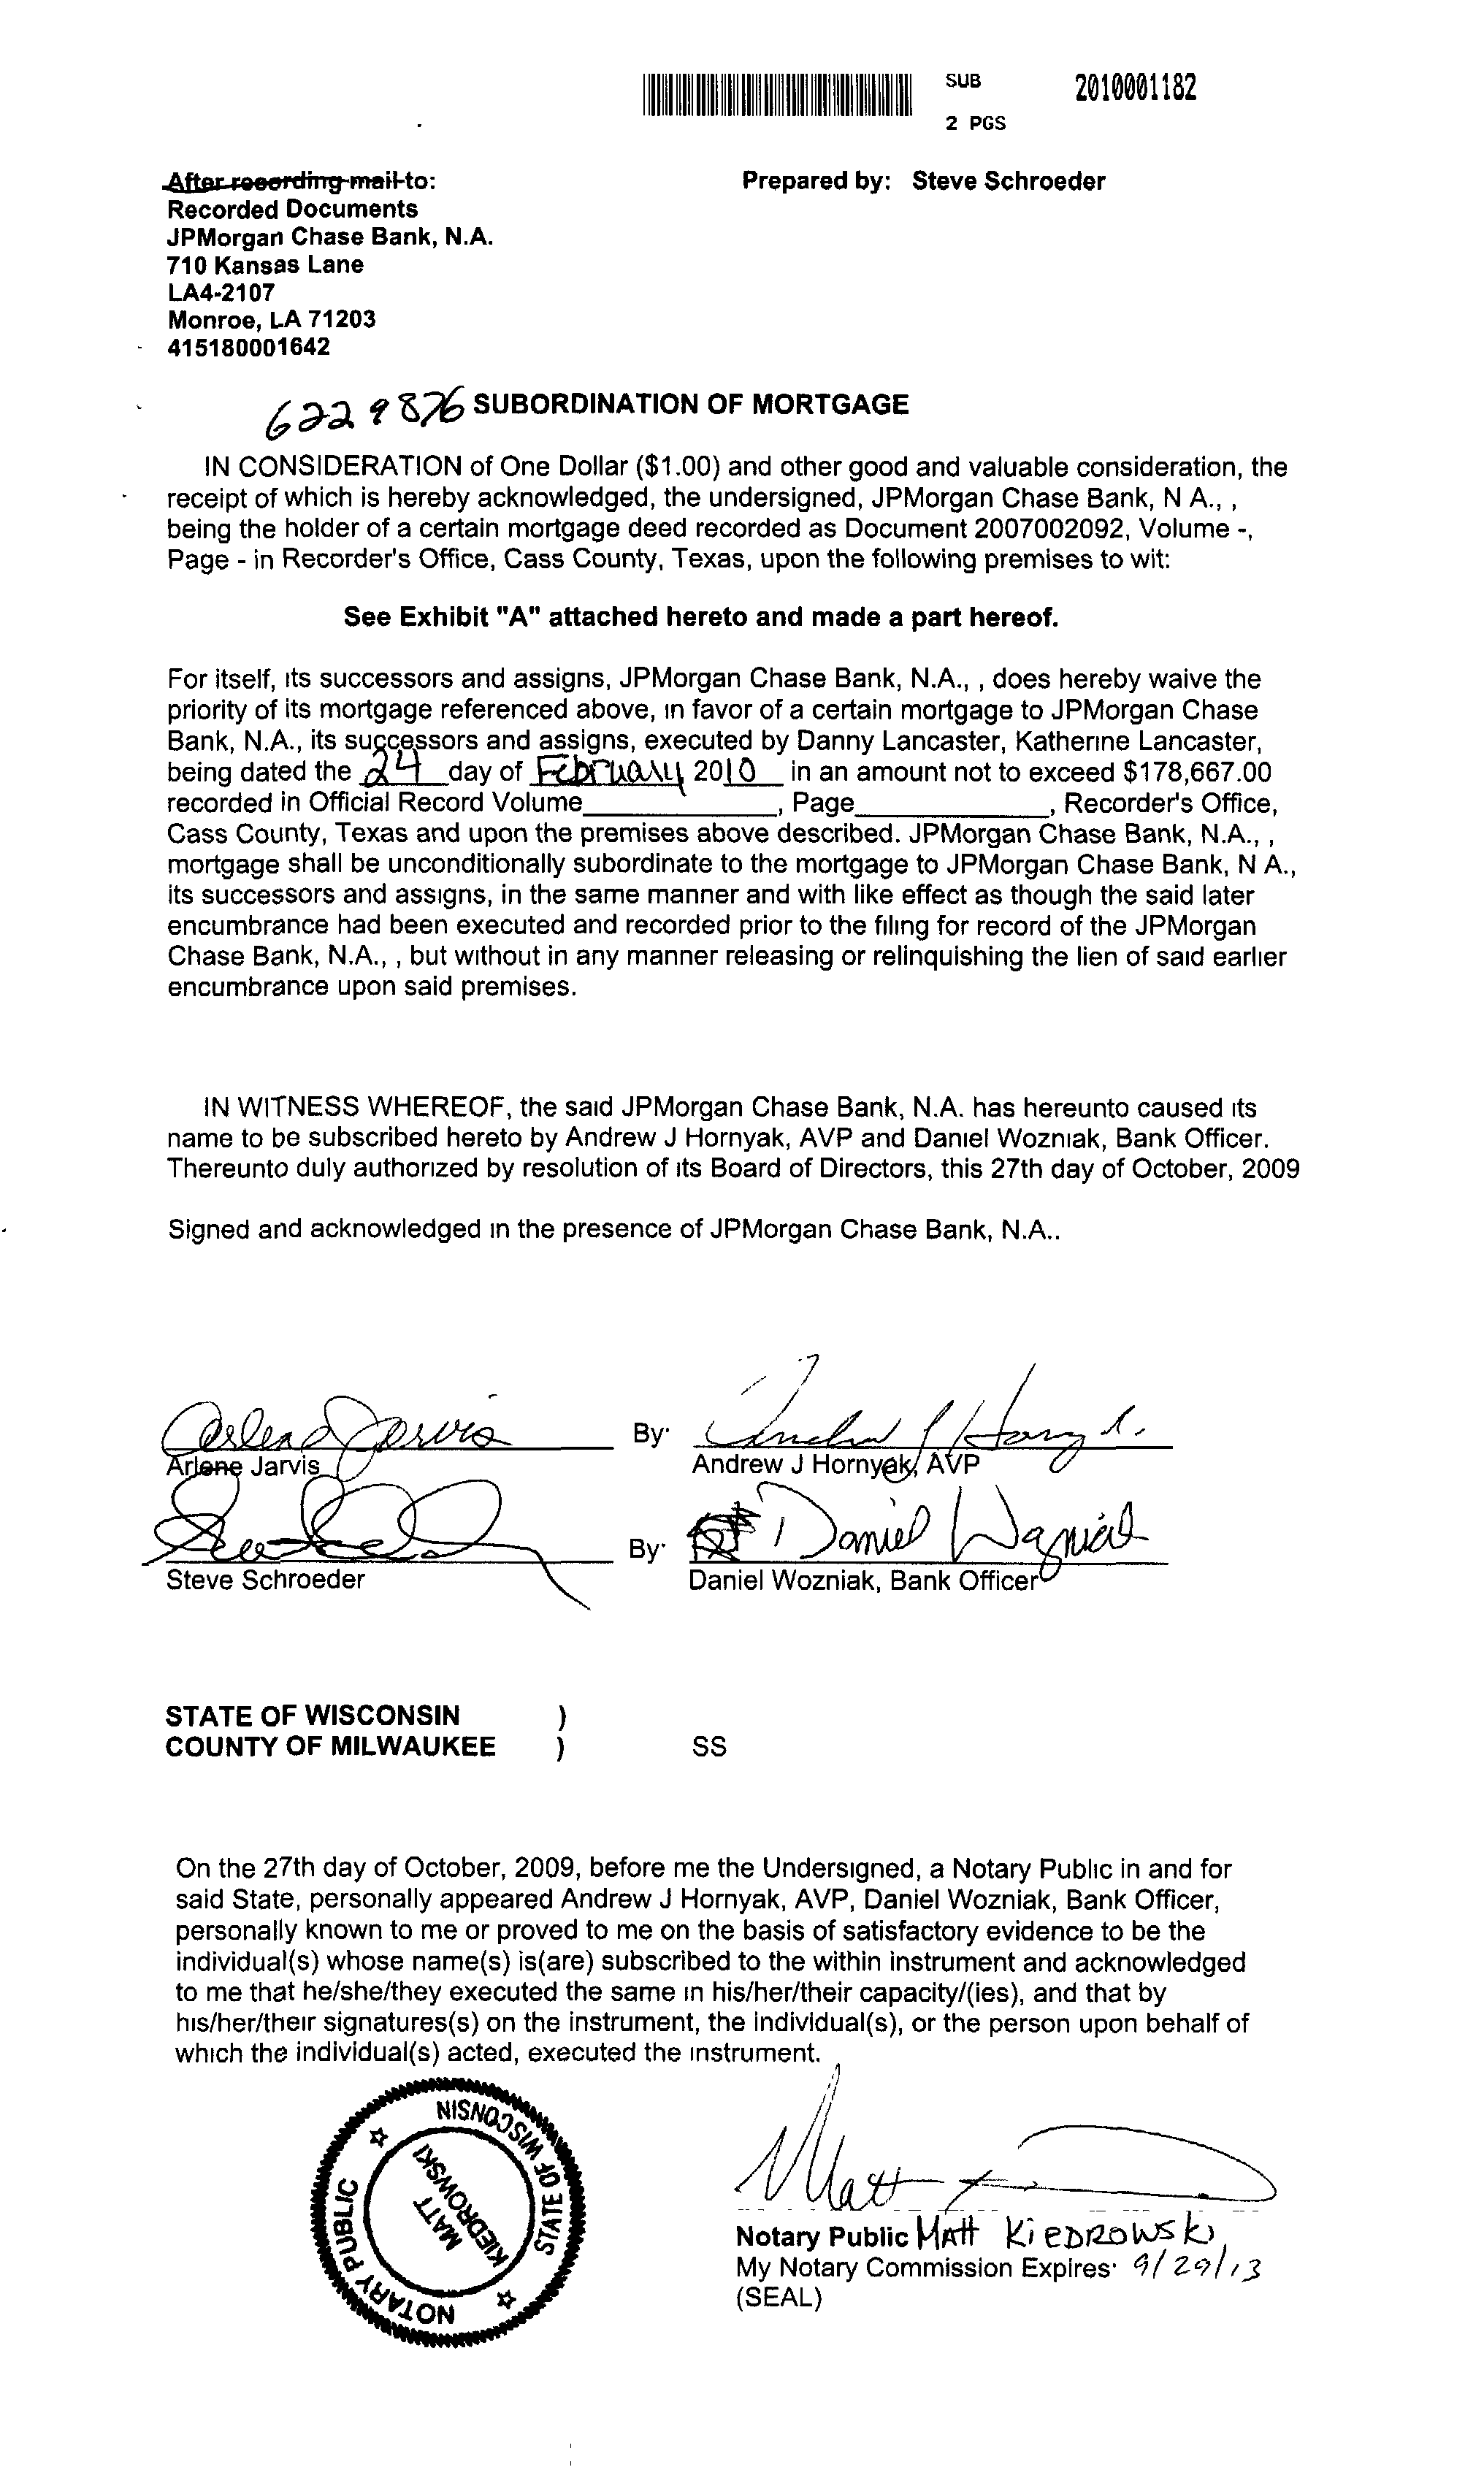 SUB 2010001182
2 PGS
After recording mail to: Prepared by: Steve Schroeder
Recorded Documents
JPMorgan Chase Bank, N.A.
710 Kansas Lane
LA4-2107
Monroe, LA 71203
415180001642
6229876 SUBORDINATION OF MORTGAGE
IN CONSIDERATION of One Dollar ($1.00) and other good and valuable consideration, the
receipt of which is hereby acknowledged, the undersigned, JPMorgan Chase Bank, N A., ,
being the holder of a certain mortgage deed recorded as Document 2007002092, Volume -,
Page - in Recorder's Office, Cass County, Texas, upon the following premises to wit:
See Exhibit "A" attached hereto and made a part hereof.
For itself, its successors and assigns, JPMorgan Chase Bank, N.A., , does hereby waive the
priority of its mortgage referenced above, in favor of a certain mortgage to JPMorgan Chase
Bank, N.A., its successors and assigns, executed by Danny Lancaster, Katherine Lancaster,
being dated the 24 day of February 2010 in an amount not to exceed $178,667.00
recorded in Official Record Volume____________, Page____________, Recorder's Office,
Cass County, Texas and upon the premises above described. JPMorgan Chase Bank, N.A., ,
mortgage shall be unconditionally subordinate to the mortgage to JPMorgan Chase Bank, N A.,
its successors and assigns, in the same manner and with like effect as though the said later
encumbrance had been executed and recorded prior to the filing for record of the JPMorgan
Chase Bank, N.A., , but without in any manner releasing or relinquishing the lien of said earlier
encumbrance upon said premises.
IN WITNESS WHEREOF, the said JPMorgan Chase Bank, N.A. has hereunto caused its
name to be subscribed hereto by Andrew J Hornyak, AVP and Daniel Wozniak, Bank Officer.
Thereunto duly authorized by resolution of its Board of Directors, this 27th day of October, 2009
Signed and acknowledged in the presence of JPMorgan Chase Bank, N.A..
Arlene Jarvis By:
Arlene Jarvis Andrew J Hornyak, AVP
By: Daniel Wozniak
Steve Schroeder Daniel Wozniak, Bank Officer
STATE OF WISCONSIN )
COUNTY OF MILWAUKEE ) SS
On the 27th day of October, 2009, before me the Undersigned, a Notary Public in and for
said State, personally appeared Andrew J Hornyak, AVP, Daniel Wozniak, Bank Officer,
personally known to me or proved to me on the basis of satisfactory evidence to be the
individual(s) whose name(s) is(are) subscribed to the within instrument and acknowledged
to me that he/she/they executed the same in his/her/their capacity/(ies), and that by
his/her/their signatures(s) on the instrument, the individual(s), or the person upon behalf of
which the individual(s) acted, executed the instrument.
NOTARY PUBLIC
STATE OF WISCONSIN
MATT
KIEDROWSKI
Matt
Notary Public Matt Kiedrowski
My Notary Commission Expires: 9/29/13
(SEAL)